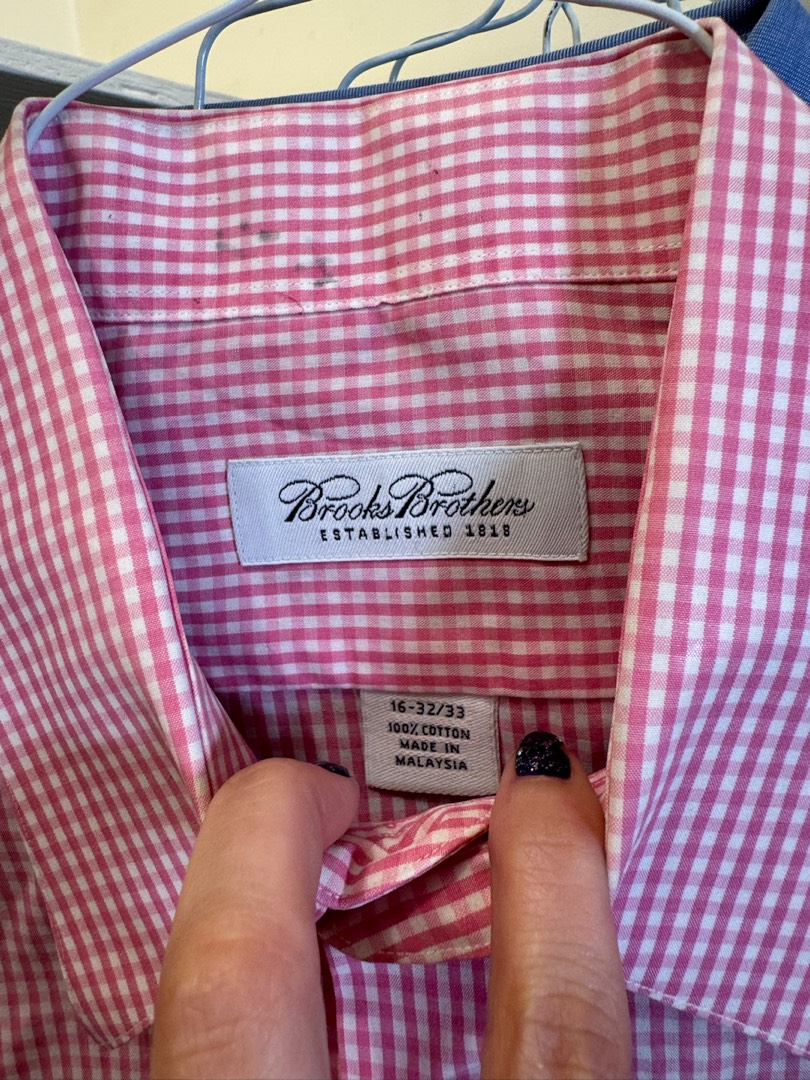 Brooks Brothers
ESTABLISHED 1818
16-32/33
100% COTTON
MADE IN
MALAYSIA